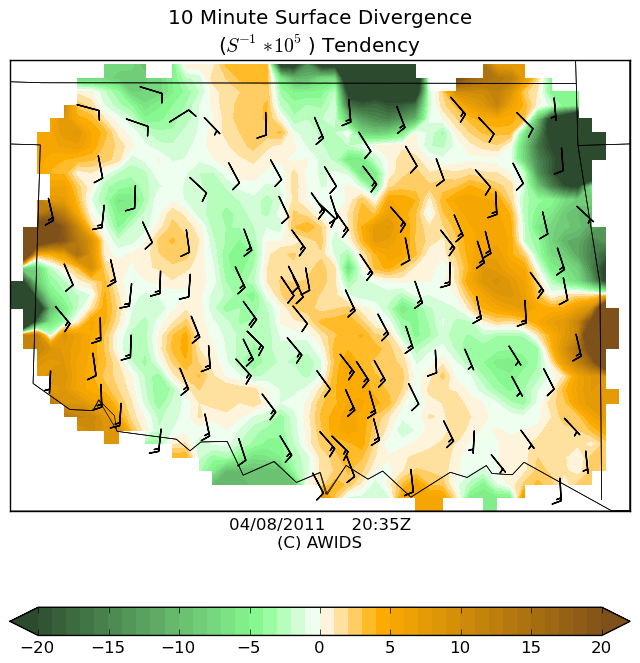 10 Minute Surface Divergence
(S⁻¹ *10⁵ ) Tendency
04/08/2011 20:35Z
(C) AWIDS
−20 −15 −10 −5 0 5 10 15 20